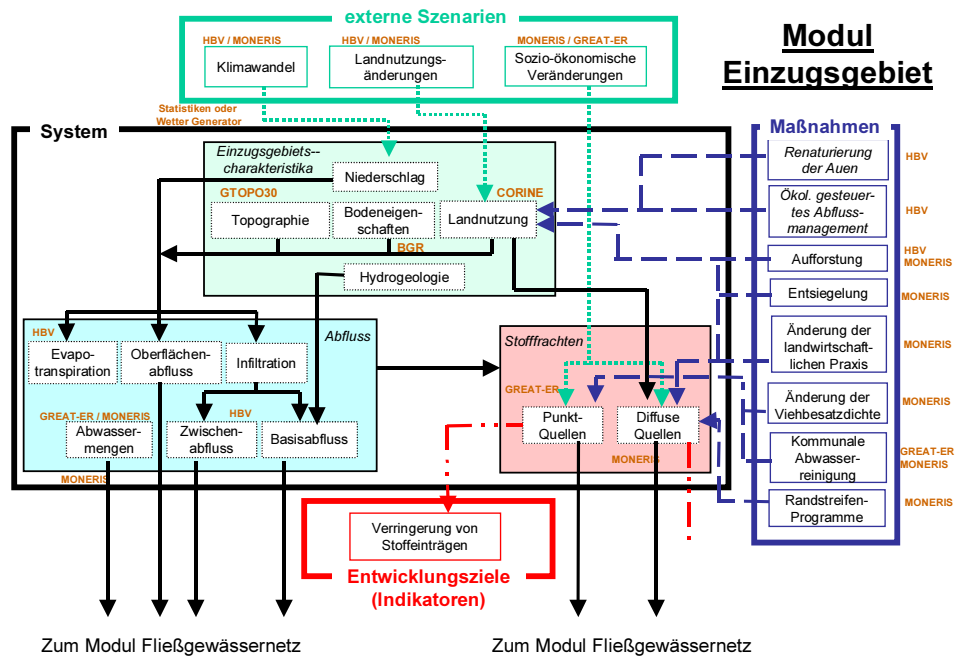 externe Szenarien
HBV / MONERIS
HBV / MONERIS
MONERIS / GREAT-ER
Klimawandel
Landnutzungs-
änderungen
Sozio-ökonomische
Veränderungen
Modul
Einzugsgebiet
Statistiken oder
Wetter Generator
System
Maßnahmen
Einzugsgebiets--
charakteristika
Niederschlag
GTOPO30
CORINE
Topographie
Bodeneigen-
schaften
Landnutzung
BGR
Hydrogeologie
Renaturierung
der Auen
HBV
Ökol. gesteuer-
tes Abfluss-
management
HBV
Aufforstung
HBV
MONERIS
Entsiegelung
MONERIS
Änderung der
landwirtschaft-
lichen Praxis
MONERIS
Änderung der
Viehbesatzdichte
MONERIS
Kommunale
Abwasser-
reinigung
GREAT-ER
MONERIS
Randstreifen-
Programme
MONERIS
HBV
Abfluss
Evapo-
transpiration
Oberflächen-
abfluss
Infiltration
GREAT-ER / MONERIS
HBV
Abwasser-
mengen
Zwischen-
abfluss
Basisabfluss
MONERIS
Stofffrachten
GREAT-ER
Punkt-
Quellen
Diffuse
Quellen
MONERIS
Verringerung von
Stoffeinträgen
Entwicklungsziele
(Indikatoren)
Zum Modul Fließgewässernetz
Zum Modul Fließgewässernetz